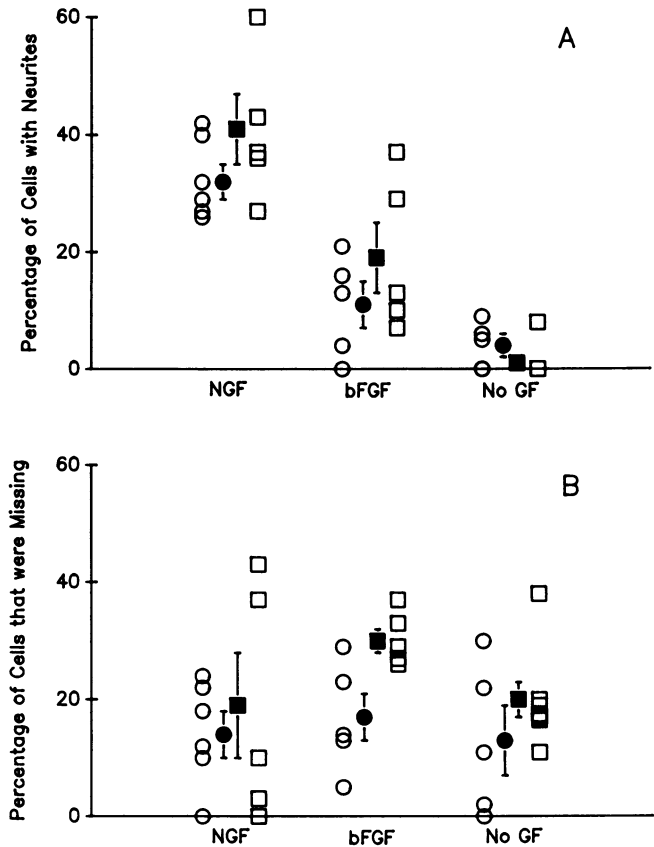 A
Percentage of Cells with Neurites
60
40
20
0
NGF bFGF No GF
B
Percentage of Cells that were Missing
60
40
20
0
NGF bFGF No GF